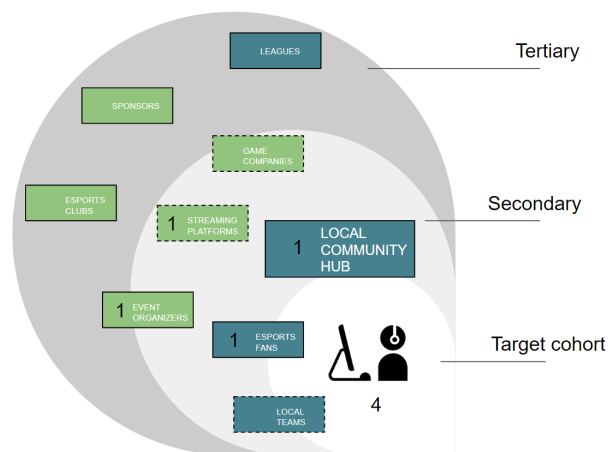 LEAGUES
Tertiary
SPONSORS
GAME
COMPANIES
ESPORTS
CLUBS
Secondary
1 STREAMING
PLATFORMS
1 LOCAL
COMMUNITY
HUB
1 EVENT
ORGANIZERS
1 ESPORTS
FANS
Target cohort
4
LOCAL
TEAMS